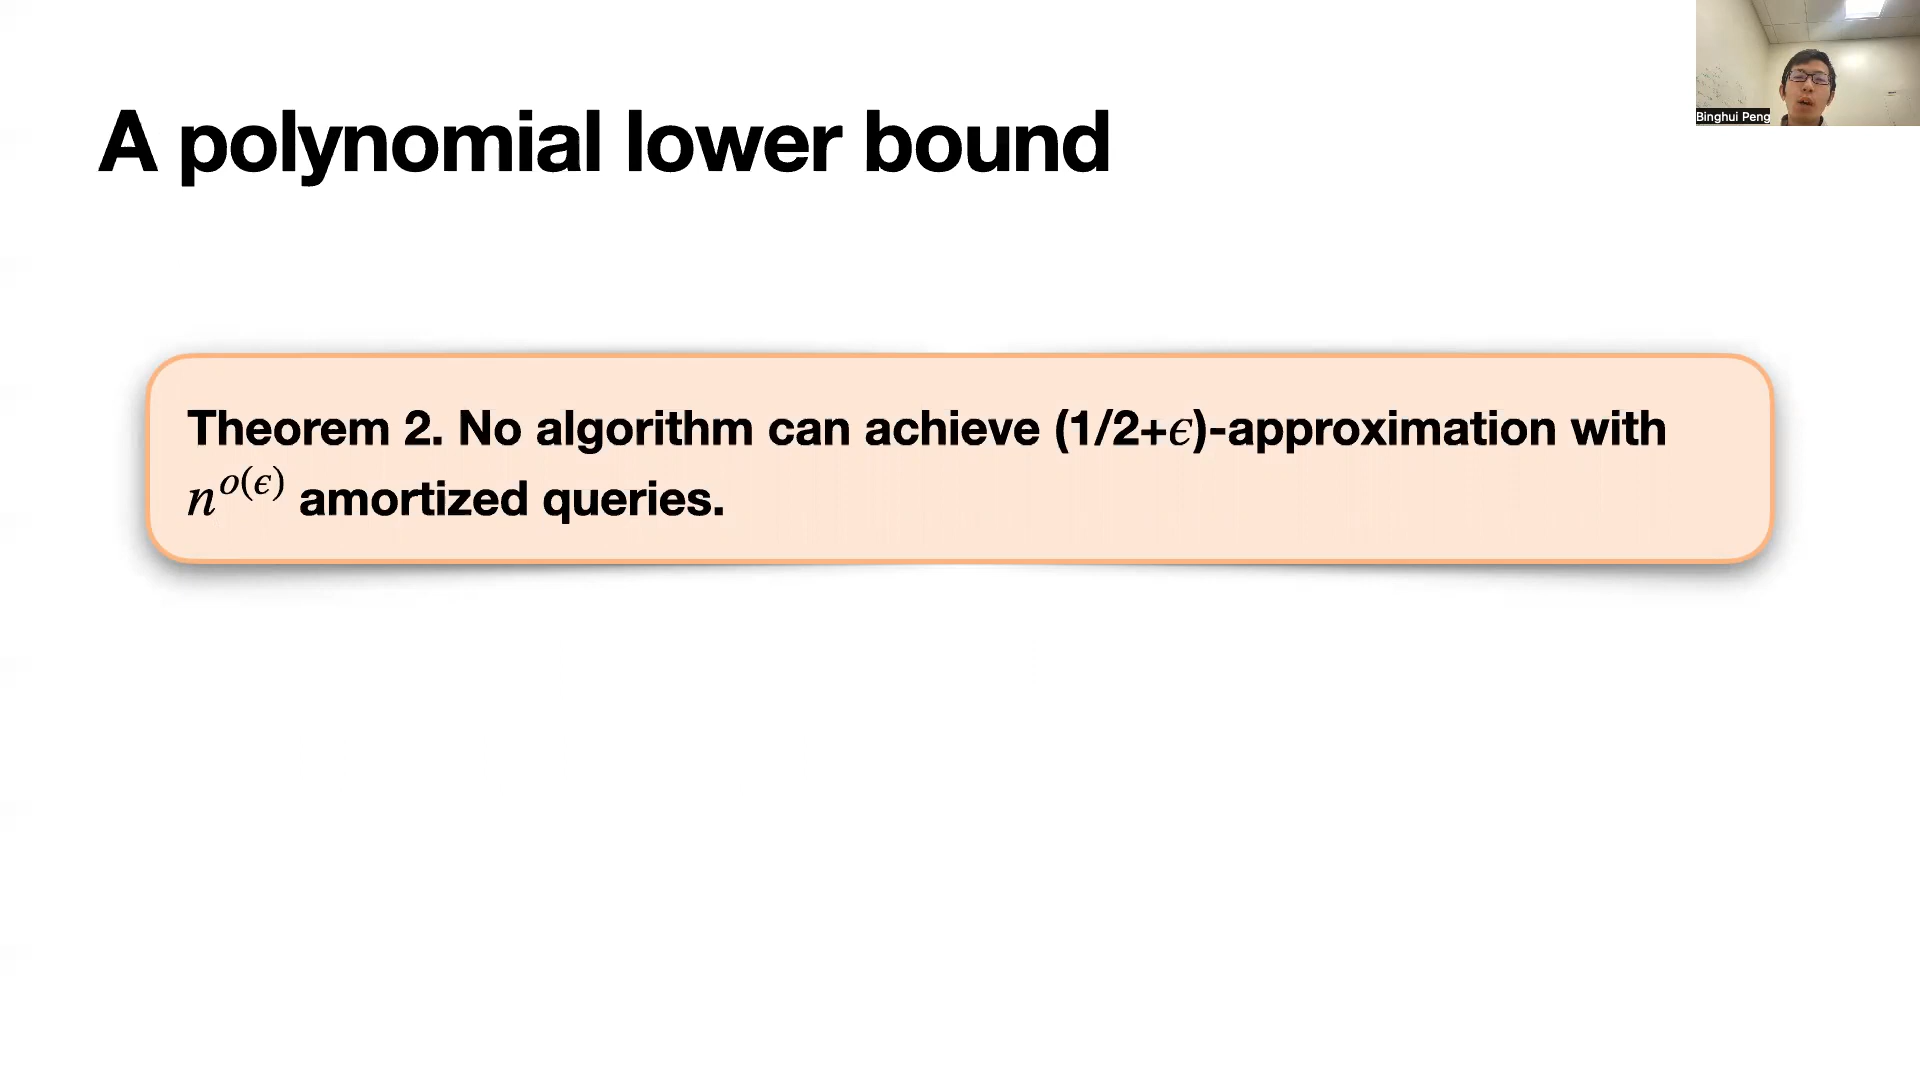 Binghui Peng
A polynomial lower bound
Theorem 2. No algorithm can achieve (1/2+ϵ)-approximation with
n^{o(ϵ)} amortized queries.